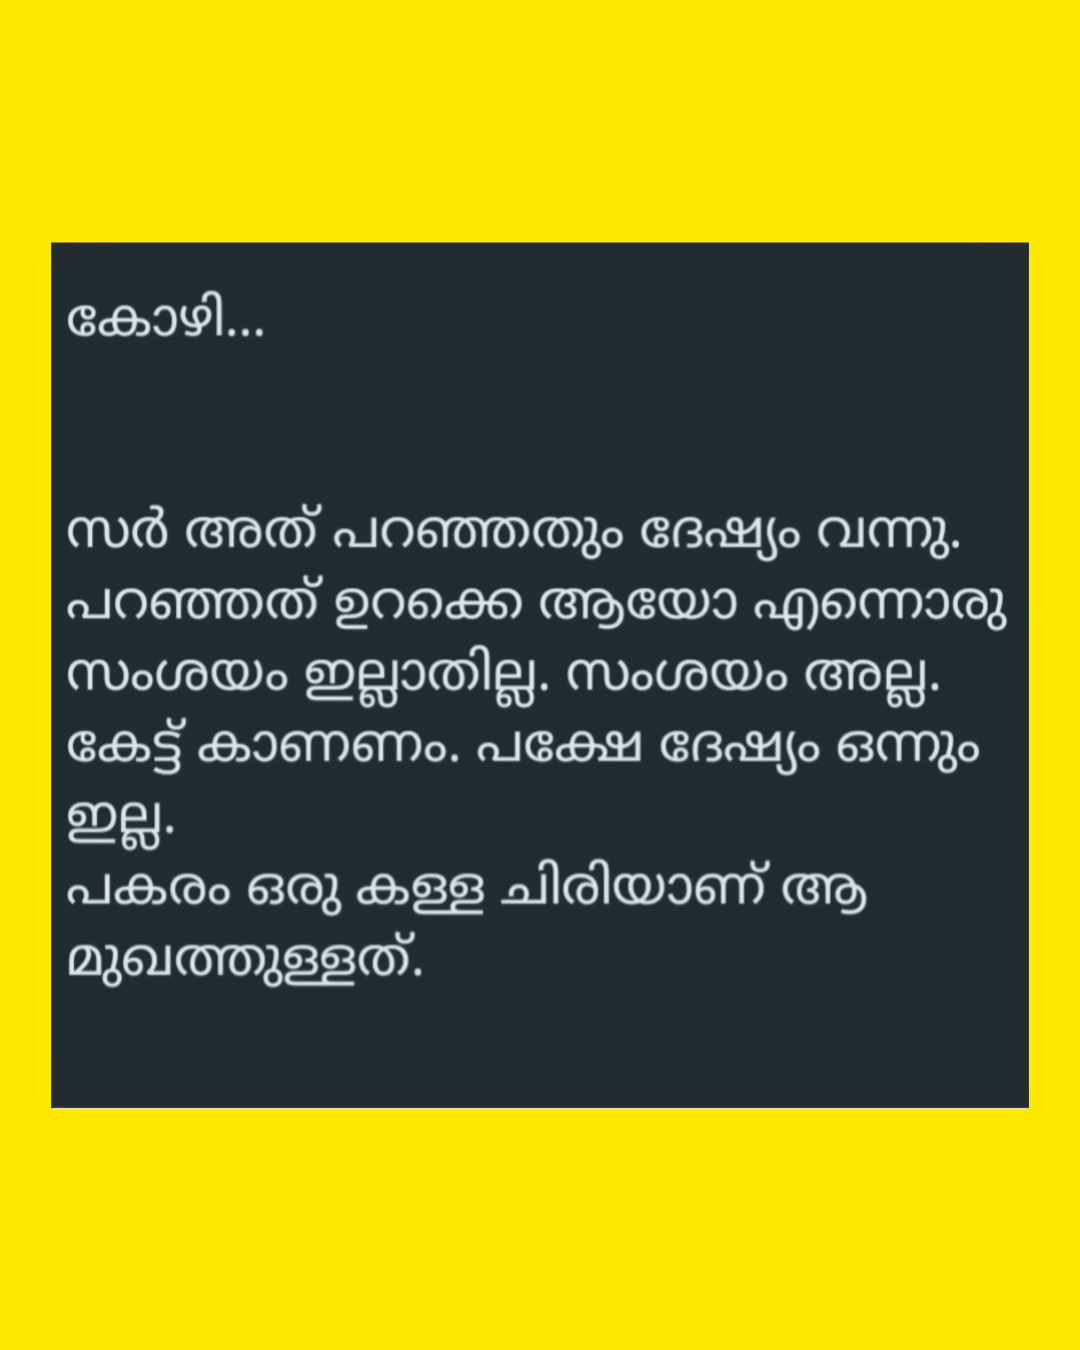 കോഴി...
സർ അത് പറഞ്ഞതും ദേഷ്യം വന്നു.
പറഞ്ഞത് ഉറക്കെ ആയോ എന്നൊരു
സംശയം ഇല്ലാതില്ല. സംശയം അല്ല.
കേട്ട് കാണണം. പക്ഷേ ദേഷ്യം ഒന്നും
ഇല്ല.
പകരം ഒരു കള്ള ചിരിയാണ് ആ
മുഖത്തുള്ളത്.